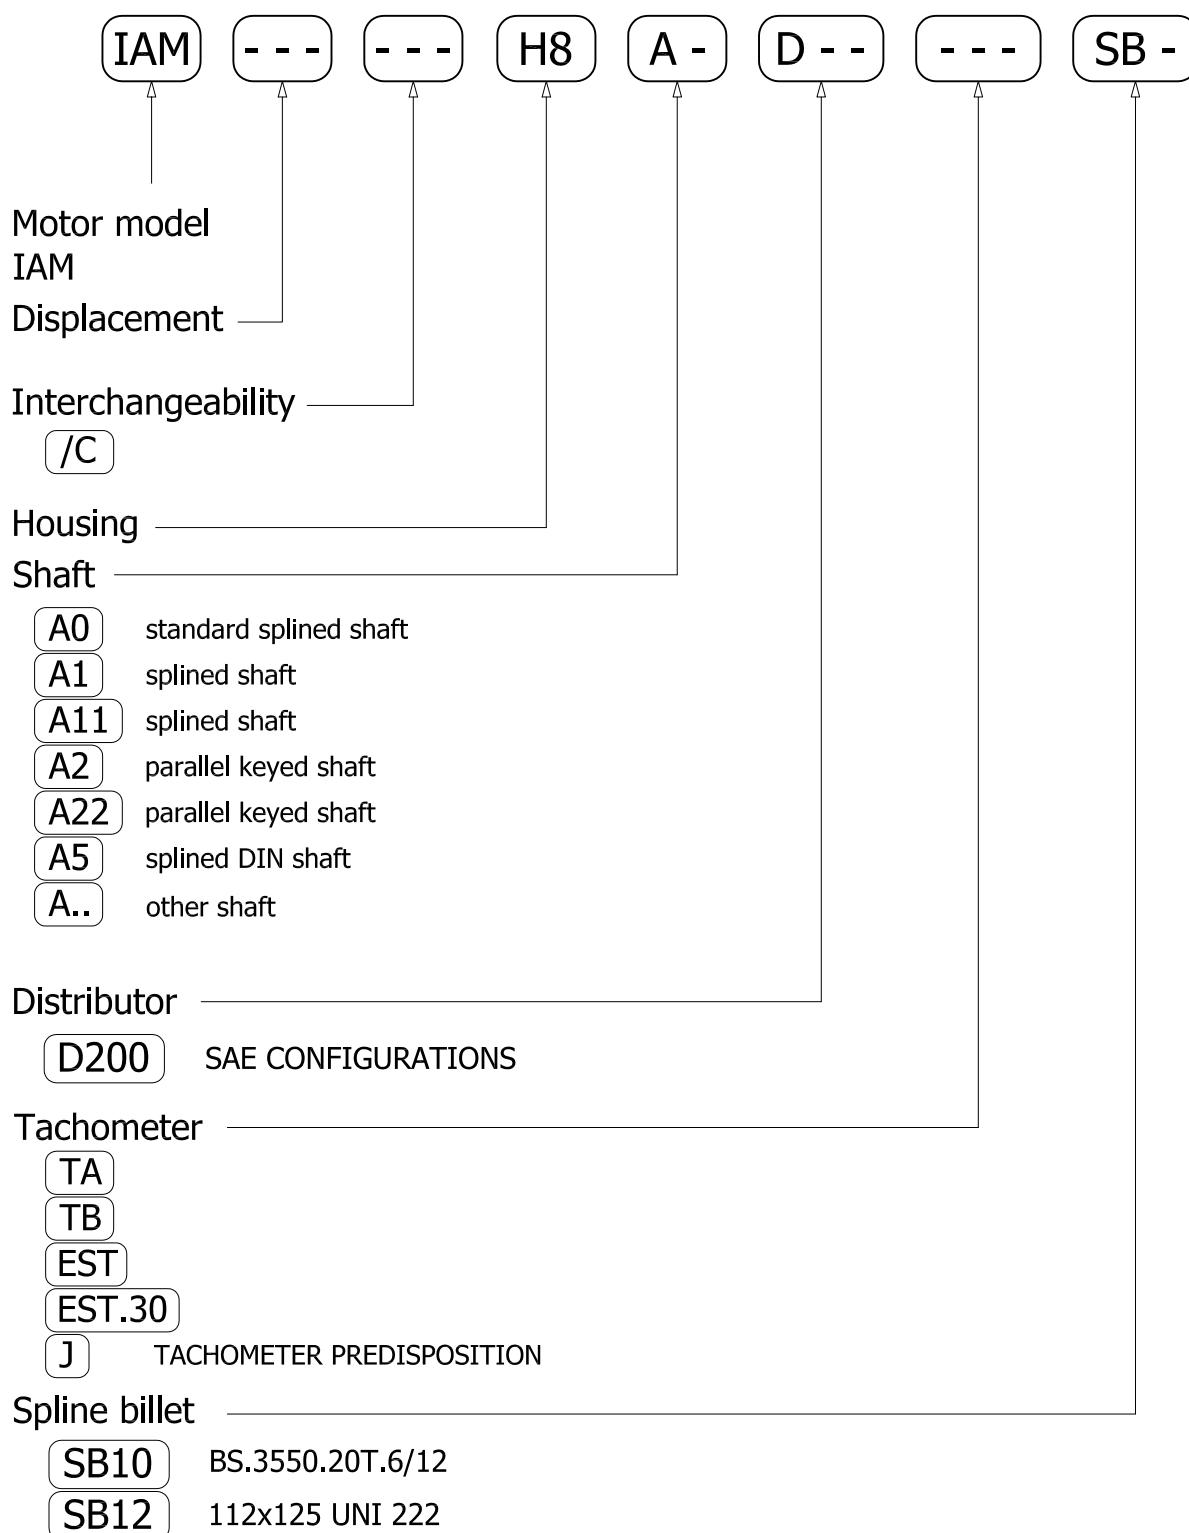 IAM - - - - - - H8 A - D - - - - - SB -
Motor model
IAM
Displacement
Interchangeability
/C
Housing
Shaft
A0 standard splined shaft
A1 splined shaft
A11 splined shaft
A2 parallel keyed shaft
A22 parallel keyed shaft
A5 splined DIN shaft
A.. other shaft
Distributor
D200 SAE CONFIGURATIONS
Tachometer
TA
TB
EST
EST.30
J TACHOMETER PREDISPOSITION
Spline billet
SB10 BS.3550.20T.6/12
SB12 112x125 UNI 222